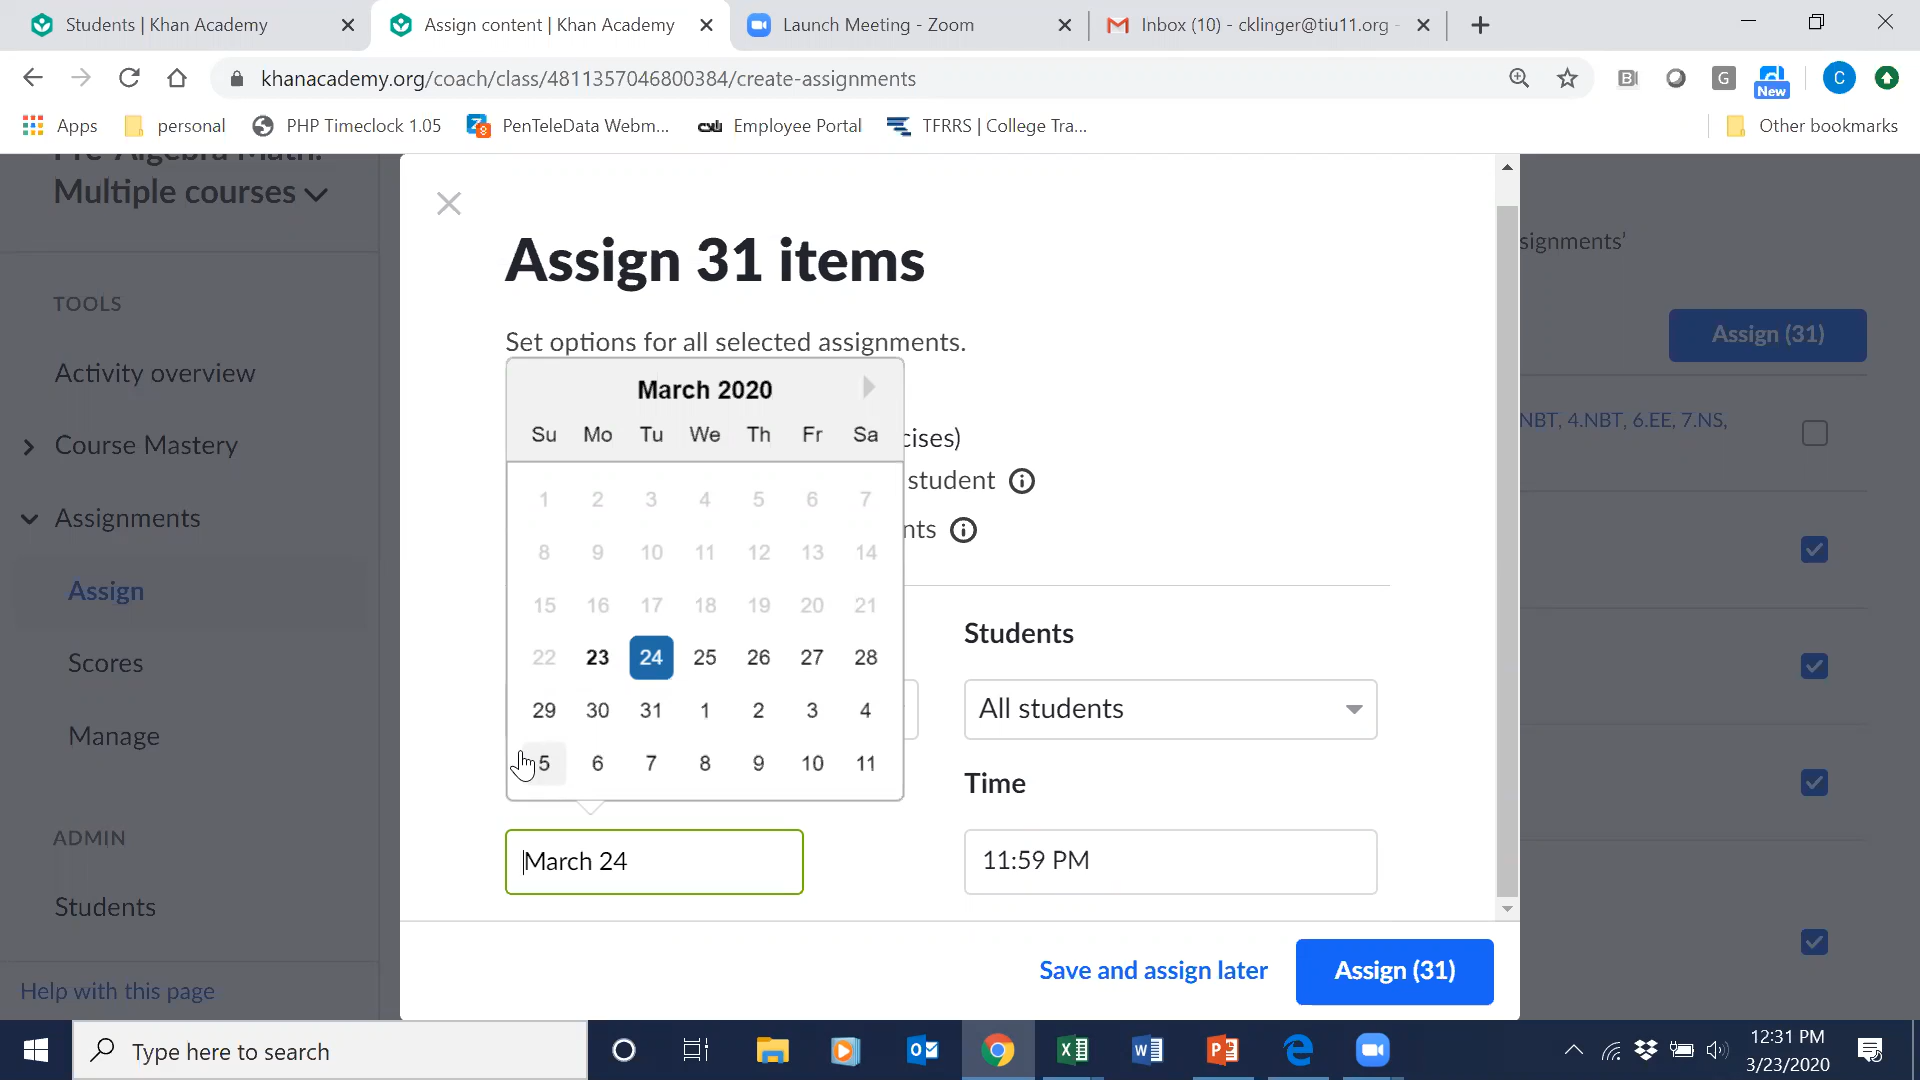 Students | Khan Academy
Assign content | Khan Academy
Launch Meeting - Zoom
Inbox (10) - cklinger@tiu11.org -
khanacademy.org/coach/class/4811357046800384/create-assignments
B|
G
New
C
Apps
personal
PHP Timeclock 1.05
PenTeleData Webm...
Employee Portal
TFRRS | College Tra...
Other bookmarks
Pre-Algebra Math:
Multiple courses
TOOLS
Activity overview
Course Mastery
Assignments
Assign
Scores
Manage
ADMIN
Students
Help with this page
Assign 31 items
Set options for all selected assignments.
March 2020
Su Mo Tu We Th Fr Sa
1 2 3 4 5 6 7
8 9 10 11 12 13 14
15 16 17 18 19 20 21
22 23 24 25 26 27 28
29 30 31 1 2 3 4
5 6 7 8 9 10 11
cises)
student
nts
Students
All students
Time
March 24
11:59 PM
Save and assign later
Assign (31)
signments'
Assign (31)
NBT, 4.NBT, 6.EE, 7.NS,
Type here to search
12:31 PM
3/23/2020